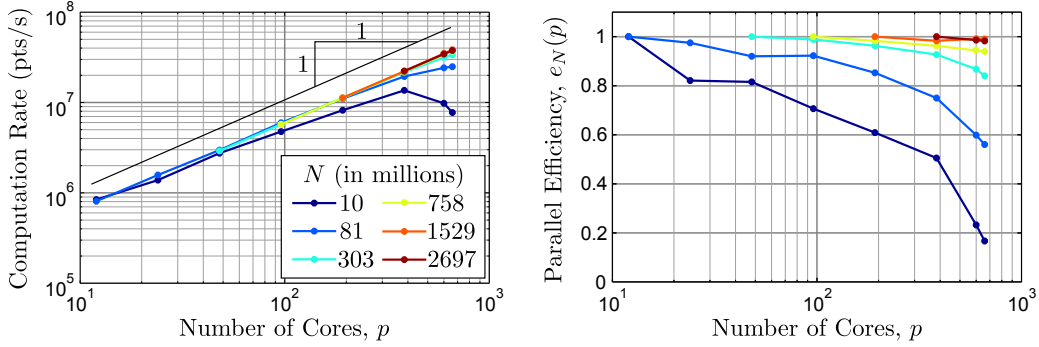 10^8
10^7
10^6
10^5
Computation Rate (pts/s)
1
1
N (in millions)
10 758
81 1529
303 2697
10^1 10^2 10^3
Number of Cores, p
1
0.8
0.6
0.4
0.2
0
Parallel Efficiency, e_N(p)
10^1 10^2 10^3
Number of Cores, p